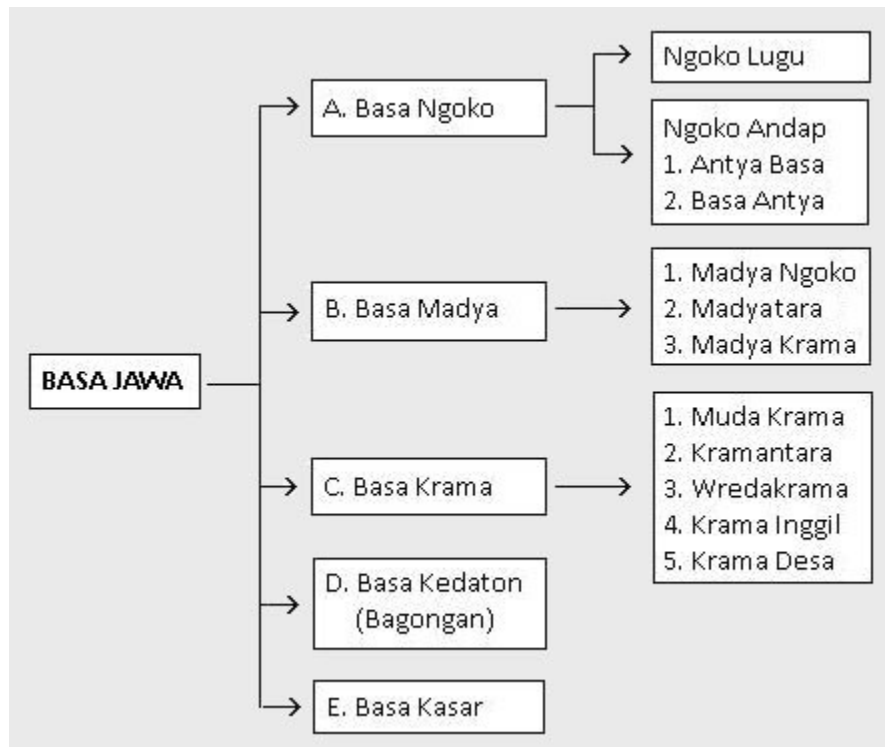 BASA JAWA
A. Basa Ngoko
Ngoko Lugu
Ngoko Andap
1. Antya Basa
2. Basa Antya
B. Basa Madya
1. Madya Ngoko
2. Madyatara
3. Madya Krama
C. Basa Krama
1. Muda Krama
2. Kramantara
3. Wredakrama
4. Krama Inggil
5. Krama Desa
D. Basa Kedaton
(Bagongan)
E. Basa Kasar